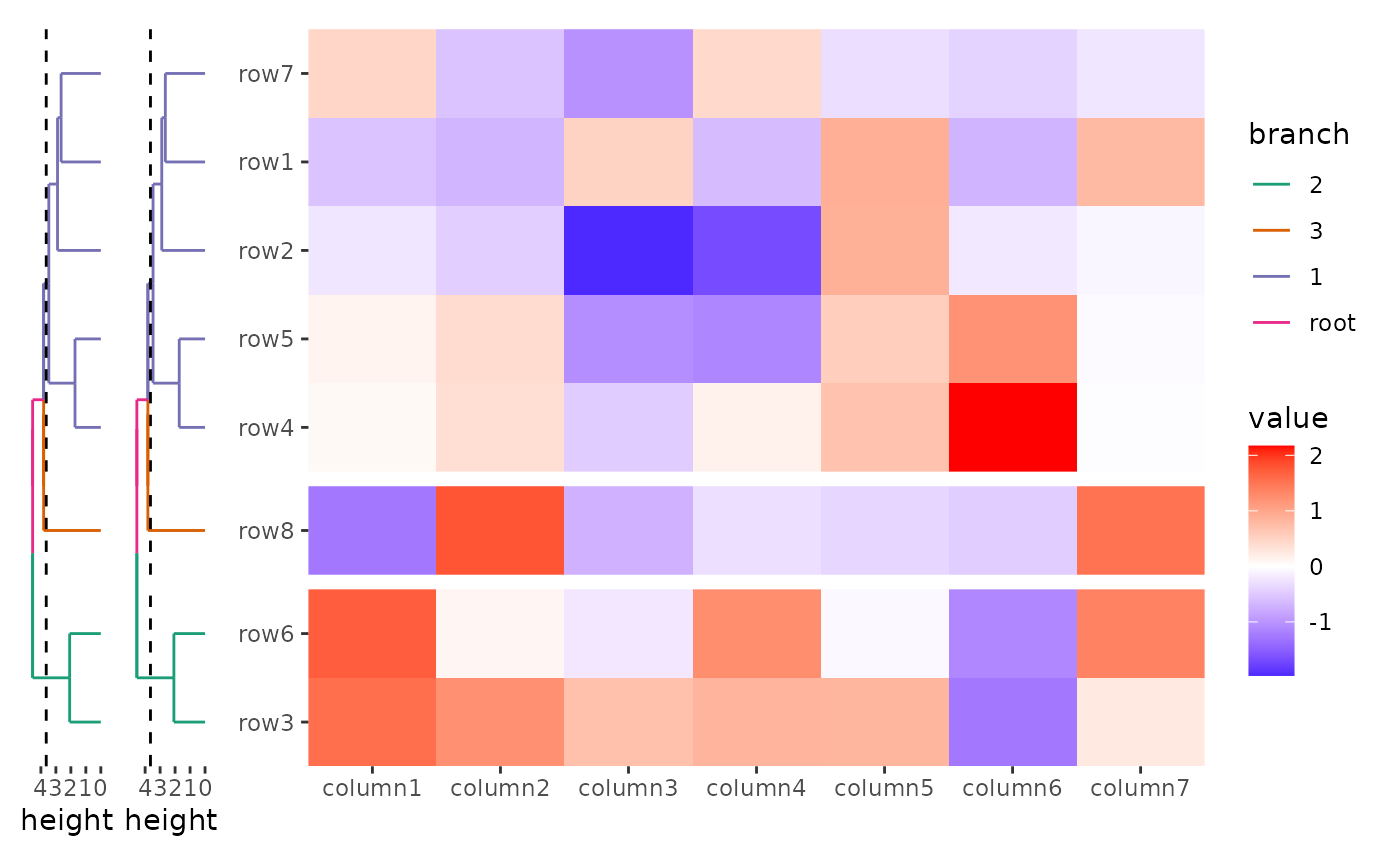 row7
row1
row2
row5
row4
row8
row6
row3
43210 43210
height height
column1 column2 column3 column4 column5 column6 column7
branch
2
3
1
root
value
2
1
0
-1